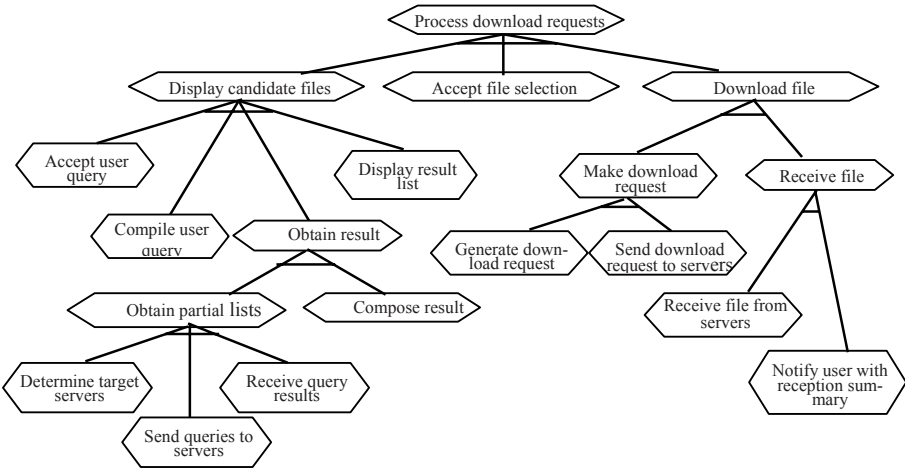 Process download requests
Display candidate files
Accept file selection
Download file
Accept user
query
Display result
list
Make download
request
Receive file
Compile user
query
Obtain result
Generate down-
load request
Send download
request to servers
Obtain partial lists
Compose result
Receive file from
servers
Determine target
servers
Receive query
results
Notify user with
reception sum-
mary
Send queries to
servers